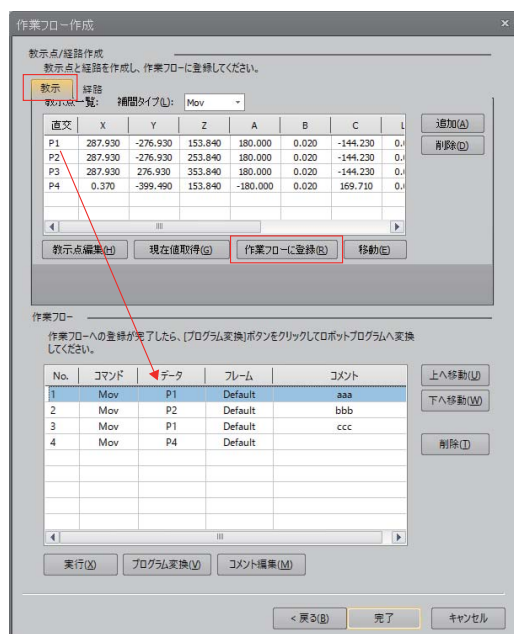 作業フロー作成
教示点/経路作成
教示点と経路を作成し、作業フローに登録してください。
教示 経路
教示点一覧: 補間タイプ(L): Mov
直交 X Y Z A B C L
P1 287.930 -276.930 153.840 180.000 0.020 -144.230 0.
P2 287.930 -276.930 353.840 180.000 0.020 -144.230 0.
P3 287.930 276.930 353.840 180.000 0.020 -144.230 0.
P4 0.370 -399.490 153.840 -180.000 0.020 169.710 0.
追加(A)
削除(D)
教示点編集(H) 現在値取得(G) 作業フローに登録(R) 移動(E)
作業フロー
作業フローへの登録が完了したら、[プログラム変換]ボタンをクリックしてロボットプログラムへ変換
してください。
No. コマンド データ フレーム コメント
1 Mov P1 Default aaa
2 Mov P2 Default bbb
3 Mov P1 Default ccc
4 Mov P4 Default
上へ移動(U)
下へ移動(W)
削除(T)
実行(X) プログラム変換(V) コメント編集(M)
< 戻る(B) 完了 キャンセル